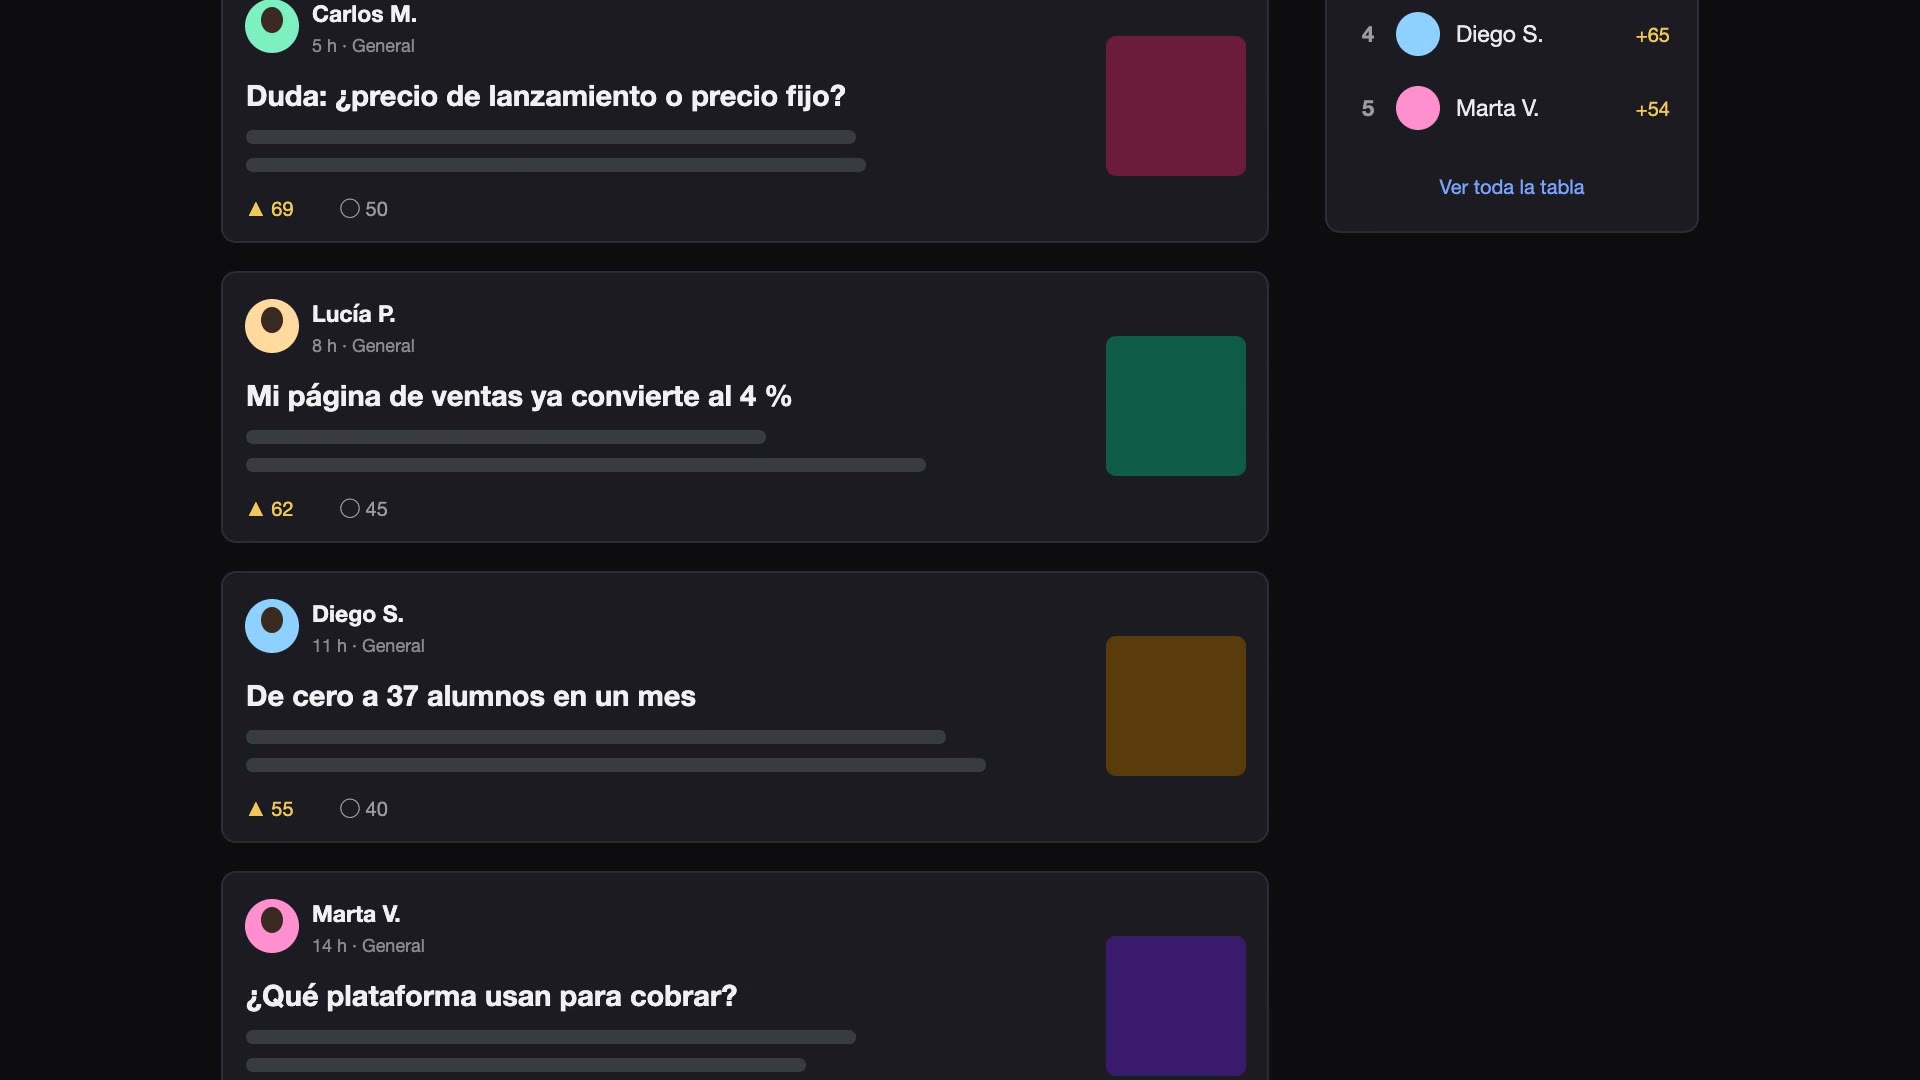 Carlos M.
5 h · General
Duda: ¿precio de lanzamiento o precio fijo?
▲ 69 ◯ 50
Lucía P.
8 h · General
Mi página de ventas ya convierte al 4 %
▲ 62 ◯ 45
Diego S.
11 h · General
De cero a 37 alumnos en un mes
▲ 55 ◯ 40
Marta V.
14 h · General
¿Qué plataforma usan para cobrar?
4 Diego S. +65
5 Marta V. +54
Ver toda la tabla